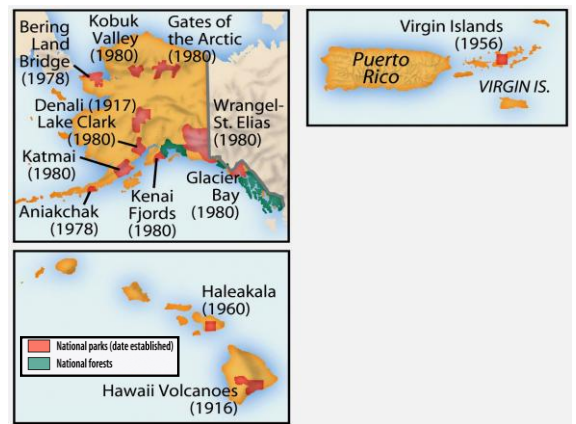 Bering
Land
Bridge
(1978)
Kobuk
Valley
(1980)
Gates of
the Arctic
(1980)
Denali (1917)
Lake Clark
(1980)
Wrangel-
St. Elias
(1980)
Katmai
(1980)
Aniakchak
(1978)
Kenai
Fjords
(1980)
Glacier
Bay
(1980)
Virgin Islands
(1956)
Puerto
Rico
VIRGIN IS.
Haleakala
(1960)
National parks (date established)
National forests
Hawaii Volcanoes
(1916)